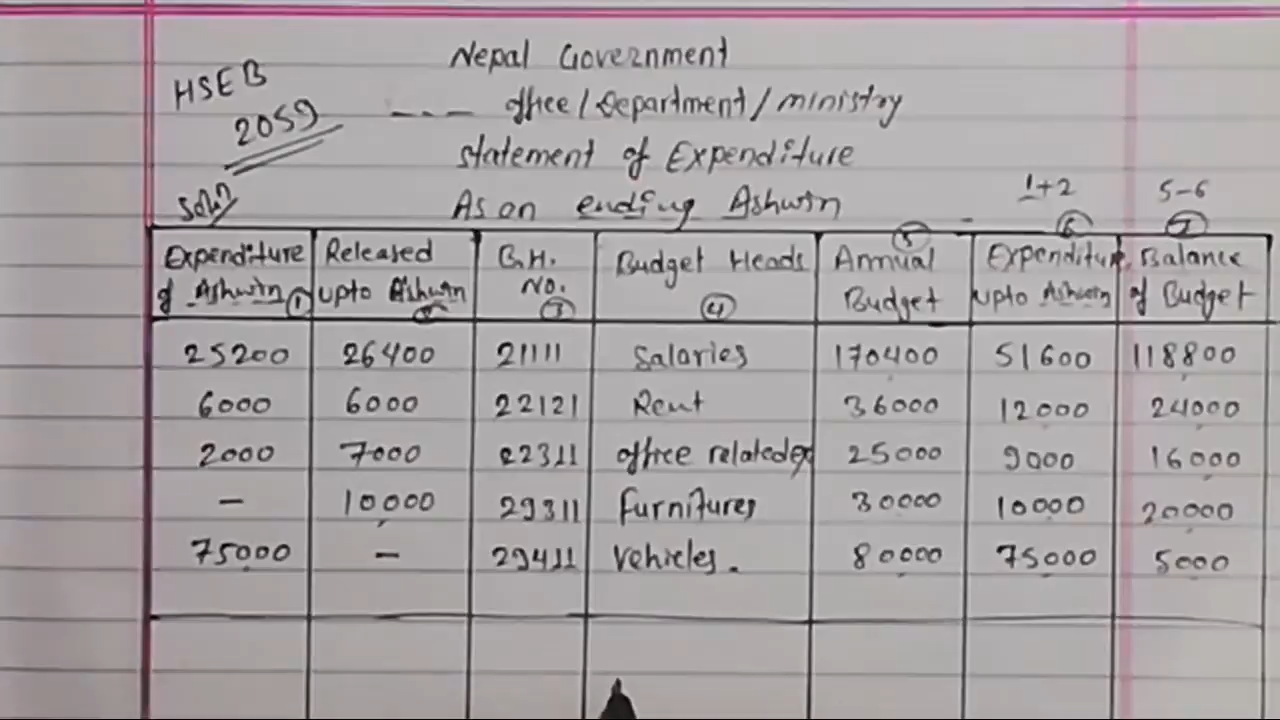 Nepal Government
HSEB
--- office/Department/ministry
2059
Statement of Expenditure
Soln
As on ending Ashwin
1+2 5-6
Expenditure of Ashwin ① Released upto Ashwin ② B.H. No. ③ Budget Heads ④ Annual Budget ⑤ Expenditure upto Ashwin ⑥ Balance of Budget ⑦
25200 26400 21111 Salaries 170400 51600 118800
6000 6000 22121 Rent 36000 12000 24000
2000 7000 22311 office related 25000 9000 16000
— 10000 29311 Furnitures 30000 10000 20000
75000 — 29411 Vehicles. 80000 75000 5000